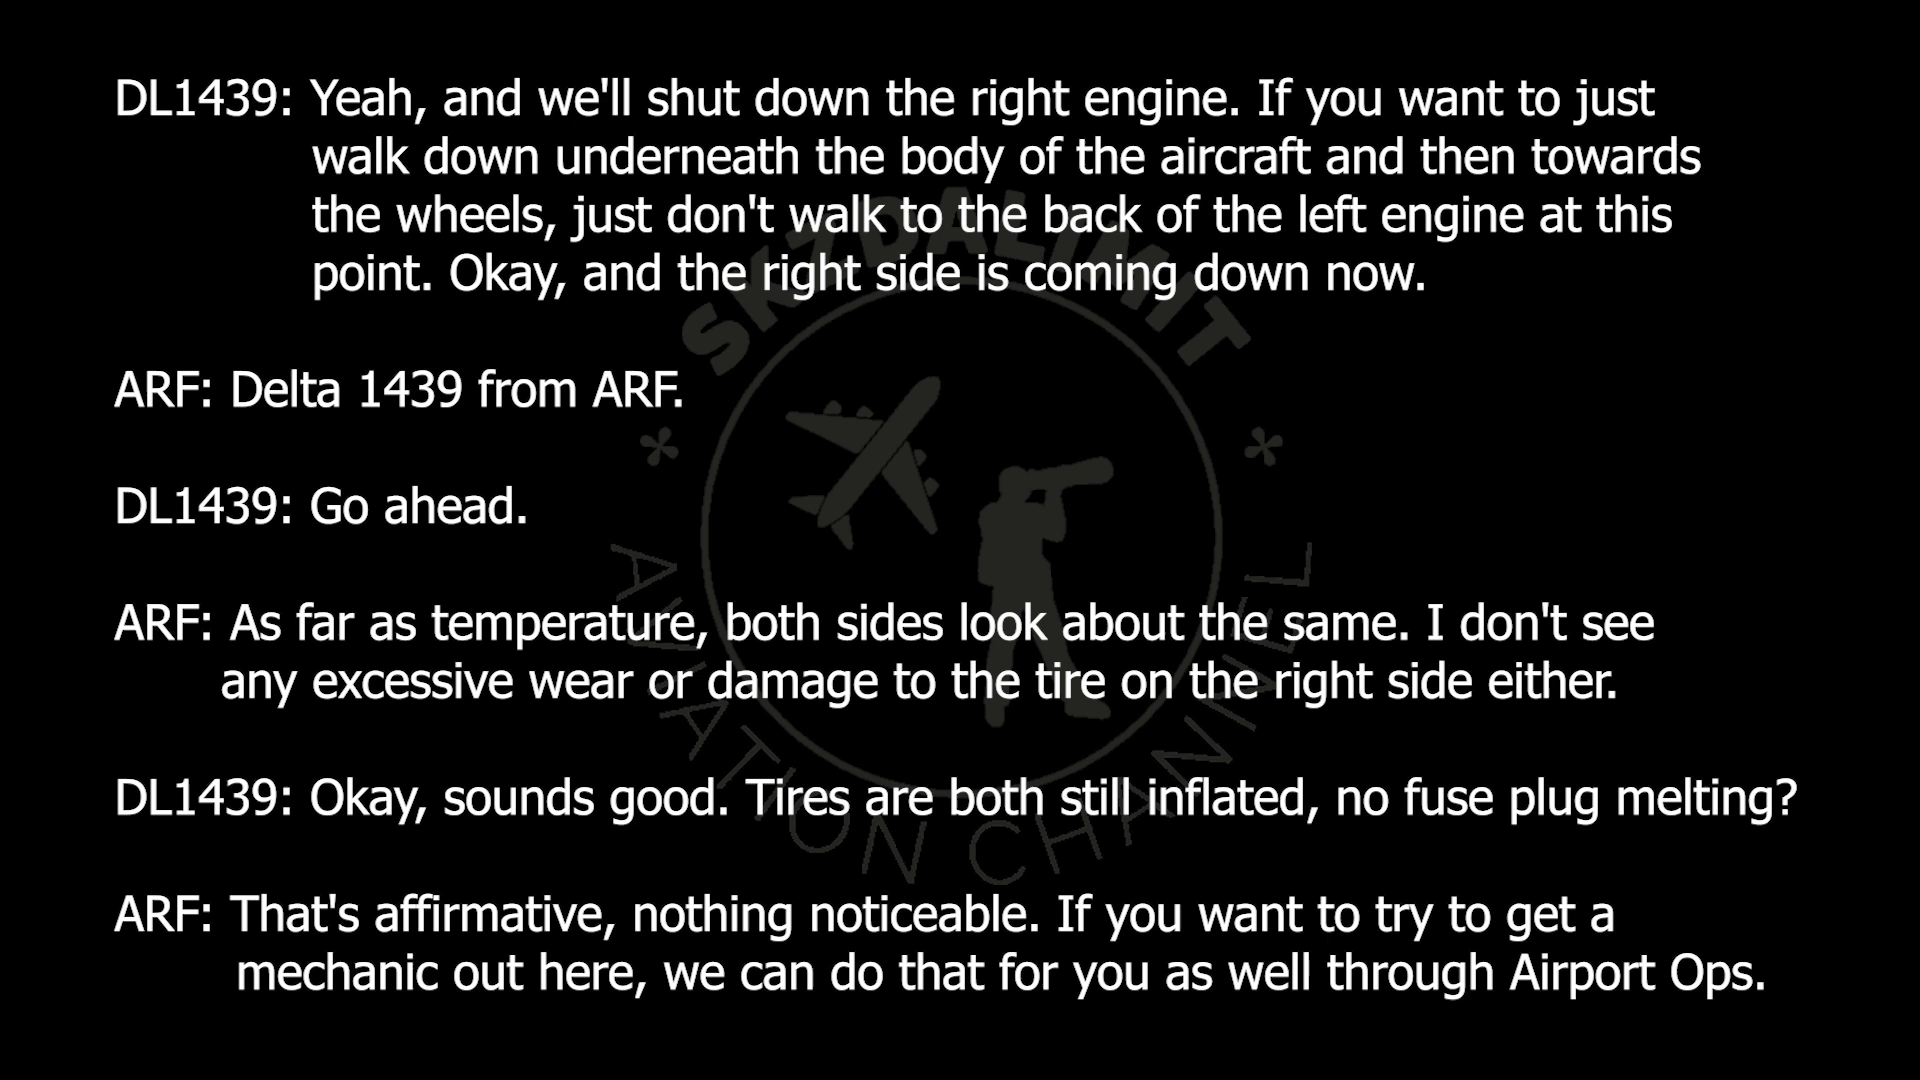 DL1439: Yeah, and we'll shut down the right engine. If you want to just
walk down underneath the body of the aircraft and then towards
the wheels, just don't walk to the back of the left engine at this
point. Okay, and the right side is coming down now.
ARF: Delta 1439 from ARF.
DL1439: Go ahead.
ARF: As far as temperature, both sides look about the same. I don't see
any excessive wear or damage to the tire on the right side either.
DL1439: Okay, sounds good. Tires are both still inflated, no fuse plug melting?
ARF: That's affirmative, nothing noticeable. If you want to try to get a
mechanic out here, we can do that for you as well through Airport Ops.
SKZDALIMIT
AVIATION CHANNEL